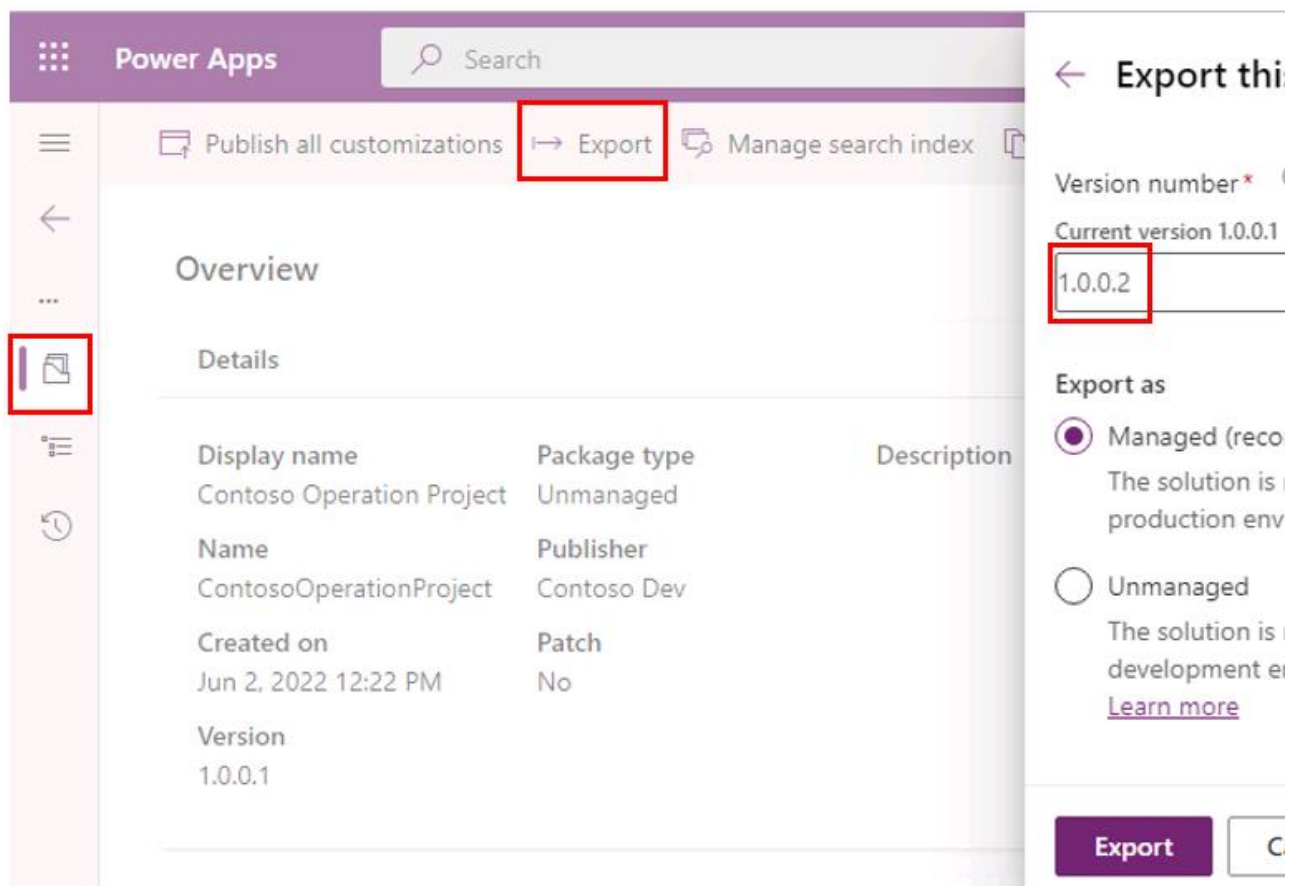 Power Apps
Search
Publish all customizations
Export
Manage search index
Overview
Details
Display name
Contoso Operation Project
Package type
Unmanaged
Description
Name
ContosoOperationProject
Publisher
Contoso Dev
Created on
Jun 2, 2022 12:22 PM
Patch
No
Version
1.0.0.1
Export
Version number*
Current version 1.0.0.1
1.0.0.2
Export as
Managed
The solution is
production
Unmanaged
The solution is
development
Learn more
Export